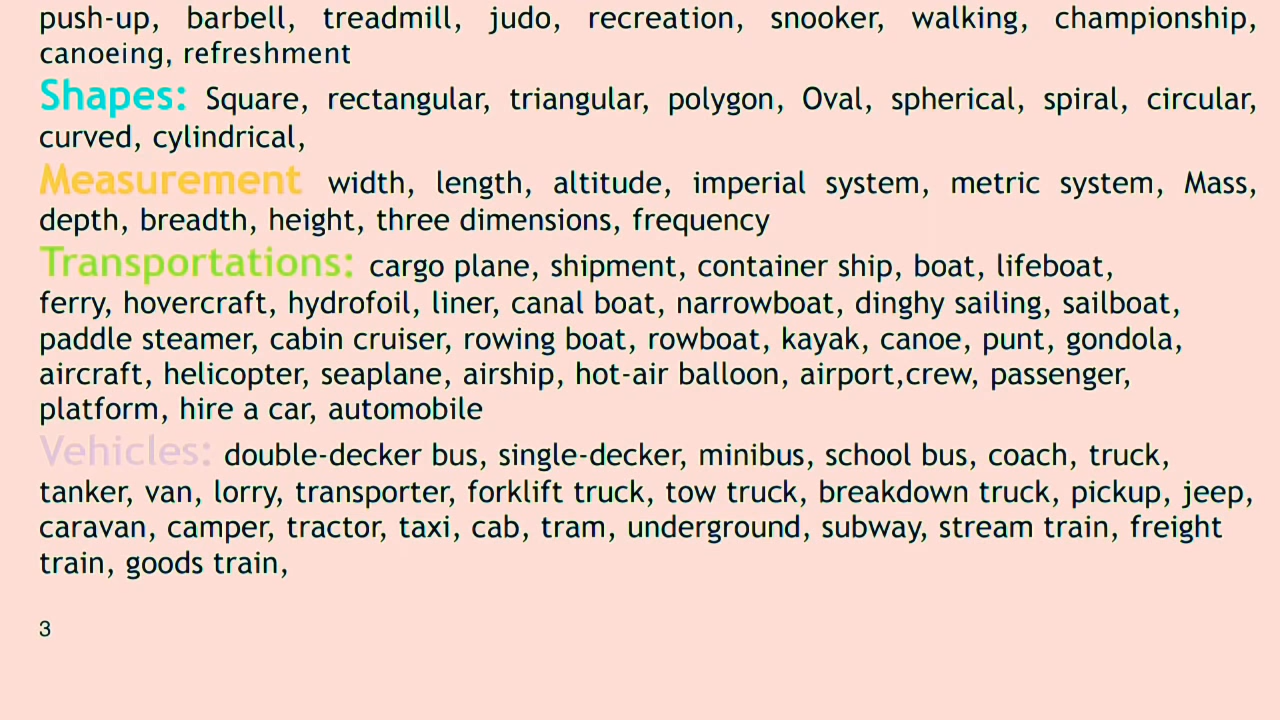 push-up, barbell, treadmill, judo, recreation, snooker, walking, championship,
canoeing, refreshment
Shapes: Square, rectangular, triangular, polygon, Oval, spherical, spiral, circular,
curved, cylindrical,
Measurement width, length, altitude, imperial system, metric system, Mass,
depth, breadth, height, three dimensions, frequency
Transportations: cargo plane, shipment, container ship, boat, lifeboat,
ferry, hovercraft, hydrofoil, liner, canal boat, narrowboat, dinghy sailing, sailboat,
paddle steamer, cabin cruiser, rowing boat, rowboat, kayak, canoe, punt, gondola,
aircraft, helicopter, seaplane, airship, hot-air balloon, airport,crew, passenger,
platform, hire a car, automobile
Vehicles: double-decker bus, single-decker, minibus, school bus, coach, truck,
tanker, van, lorry, transporter, forklift truck, tow truck, breakdown truck, pickup, jeep,
caravan, camper, tractor, taxi, cab, tram, underground, subway, stream train, freight
train, goods train,
3